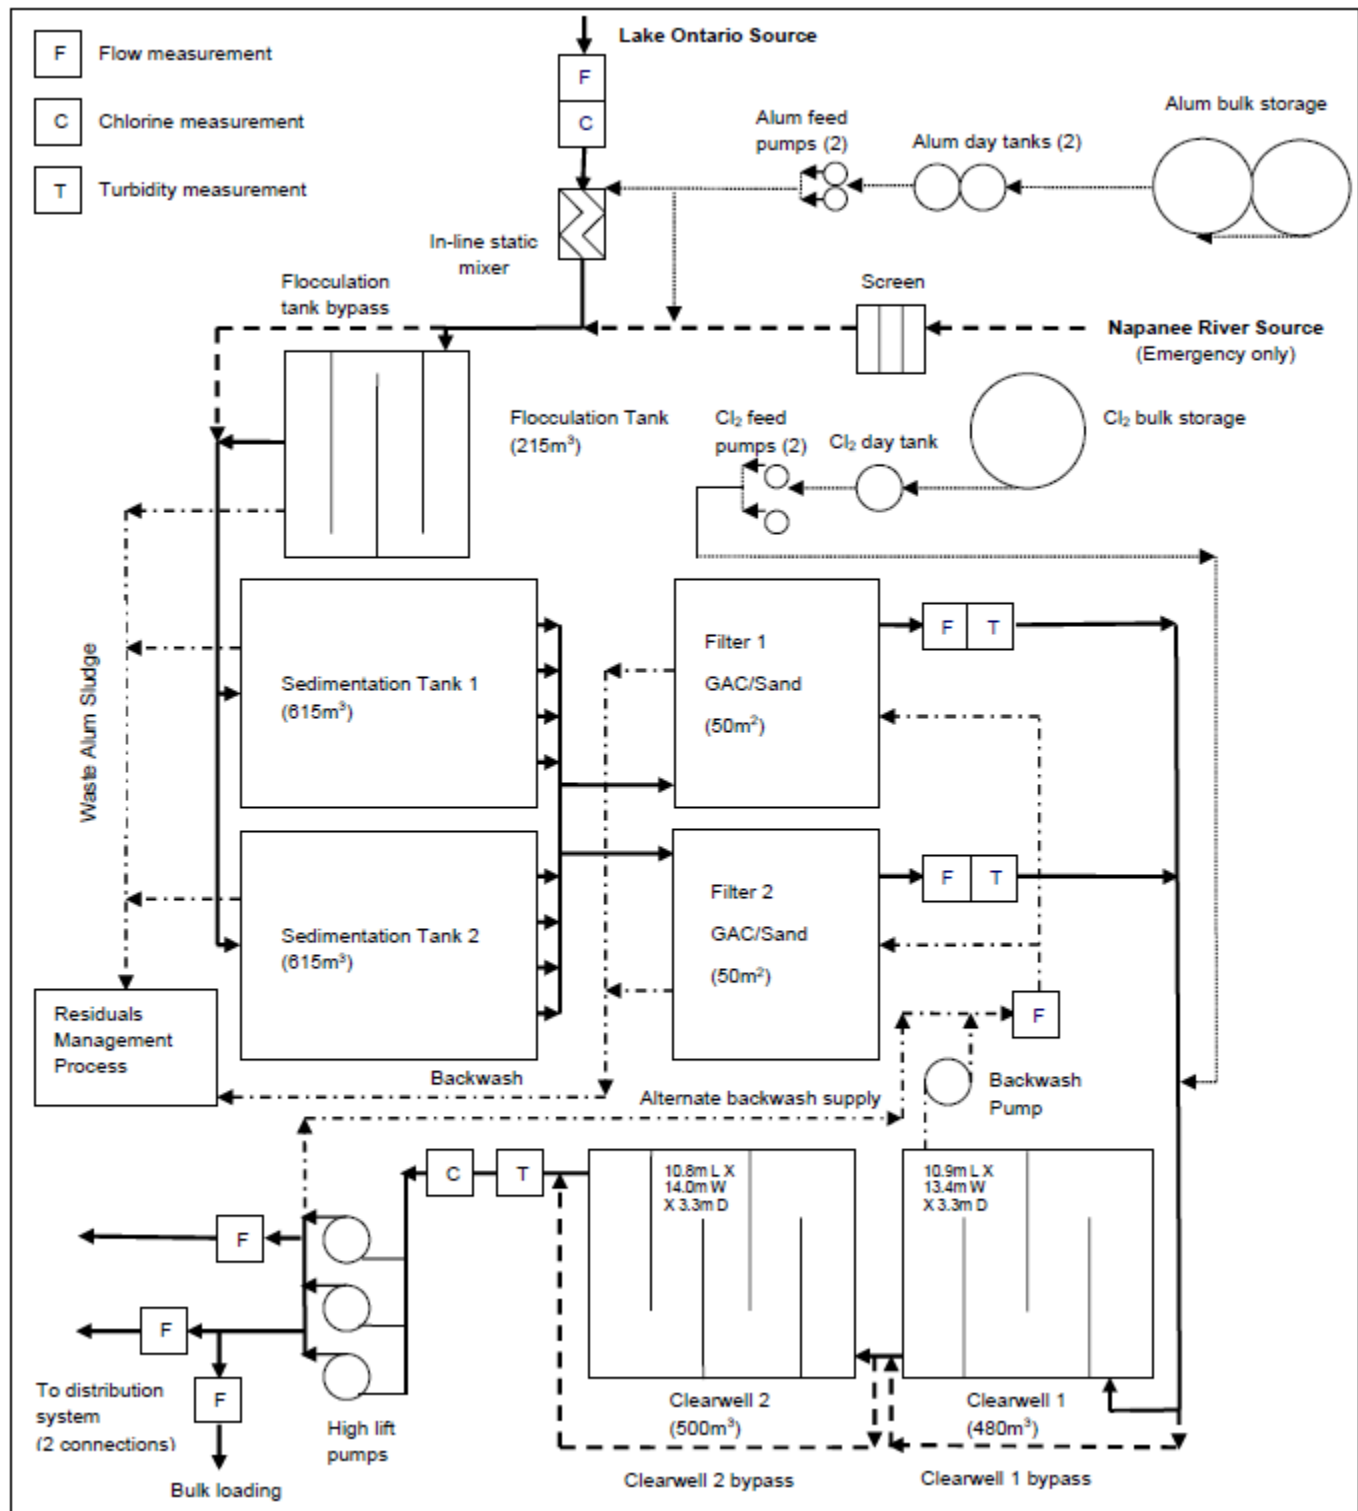 F Flow measurement
C Chlorine measurement
T Turbidity measurement
Lake Ontario Source
F
C
Alum feed
pumps (2)
Alum day tanks (2)
Alum bulk storage
In-line static
mixer
Flocculation
tank bypass
Screen
Napanee River Source
(Emergency only)
Flocculation Tank
(215m³)
Cl₂ feed
pumps (2)
Cl₂ day tank
Cl₂ bulk storage
Waste Alum Sludge
Sedimentation Tank 1
(615m³)
Filter 1
GAC/Sand
(50m²)
F T
Sedimentation Tank 2
(615m³)
Filter 2
GAC/Sand
(50m²)
F T
Residuals
Management
Process
Backwash
F
Backwash
Pump
Alternate backwash supply
C
T
10.8m L X
14.0m W
X 3.3m D
10.9m L X
13.4m W
X 3.3m D
F
F
F
To distribution
system
(2 connections)
High lift
pumps
Bulk loading
Clearwell 2
(500m³)
Clearwell 1
(480m³)
Clearwell 2 bypass
Clearwell 1 bypass